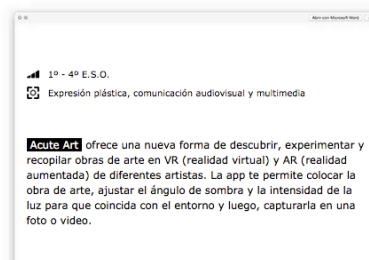 Abrir con Microsoft Word
1º - 4º E.S.O.
Expresión plástica, comunicación audiovisual y multimedia
Acute Art ofrece una nueva forma de descubrir, experimentar y
recopilar obras de arte en VR (realidad virtual) y AR (realidad
aumentada) de diferentes artistas. La app te permite colocar la
obra de arte, ajustar el ángulo de sombra y la intensidad de la
luz para que coincida con el entorno y luego, capturarla en una
foto o video.